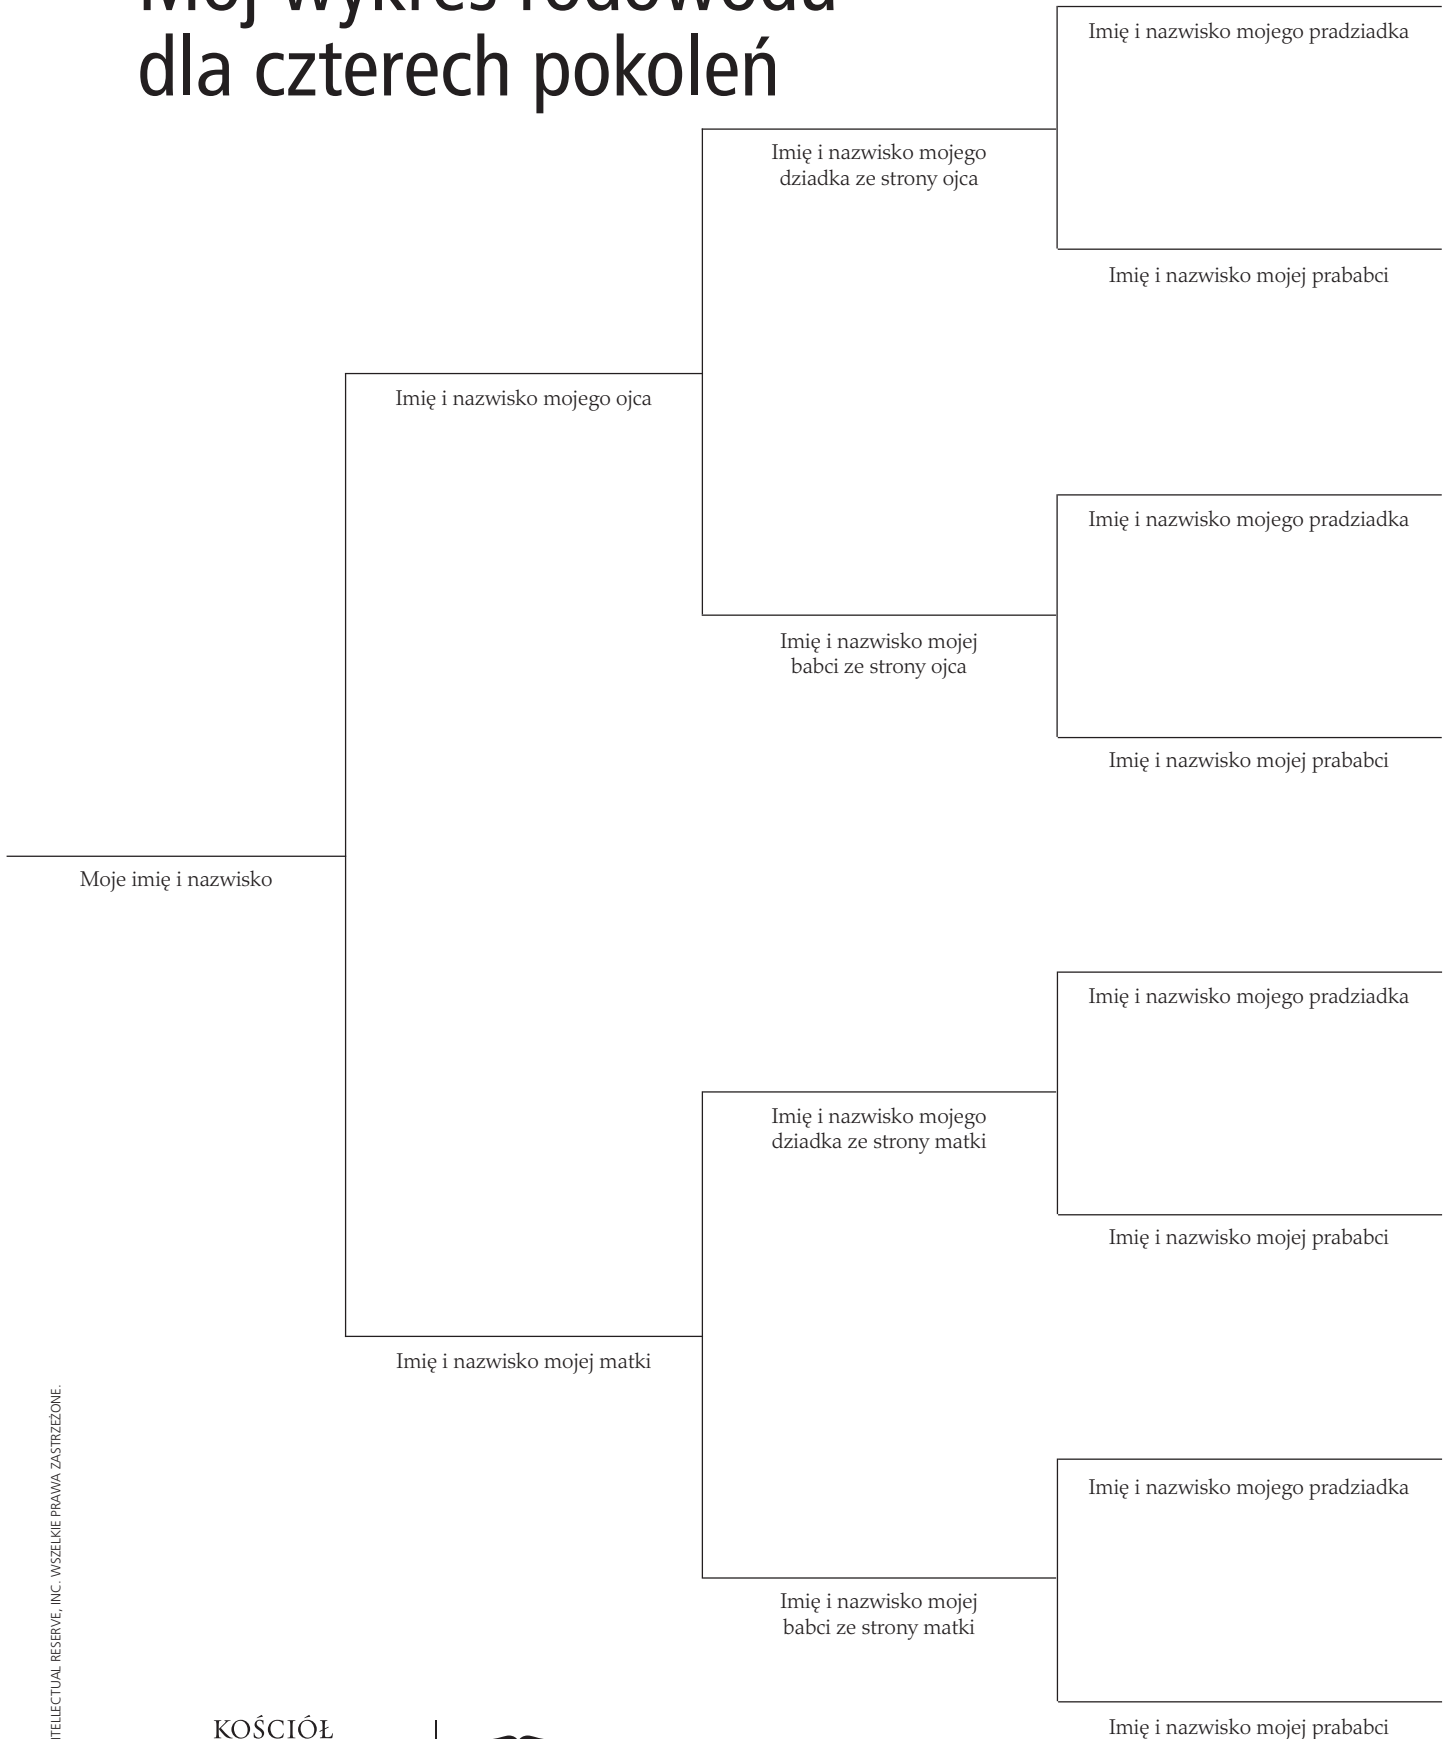 Mój wykres rodowodu
dla czterech pokoleń
Imię i nazwisko mojego pradziadka
Imię i nazwisko mojego
dziadka ze strony ojca
Imię i nazwisko mojej prababci
Imię i nazwisko mojego ojca
Imię i nazwisko mojego pradziadka
Imię i nazwisko mojej
babci ze strony ojca
Imię i nazwisko mojej prababci
Moje imię i nazwisko
Imię i nazwisko mojego pradziadka
Imię i nazwisko mojego
dziadka ze strony matki
Imię i nazwisko mojej prababci
Imię i nazwisko mojej matki
Imię i nazwisko mojego pradziadka
Imię i nazwisko mojej
babci ze strony matki
Imię i nazwisko mojej prababci
RESERVE, INC. WSZELKIE PRAWA ZASTRZEŻONE.
KOŚCIÓŁ